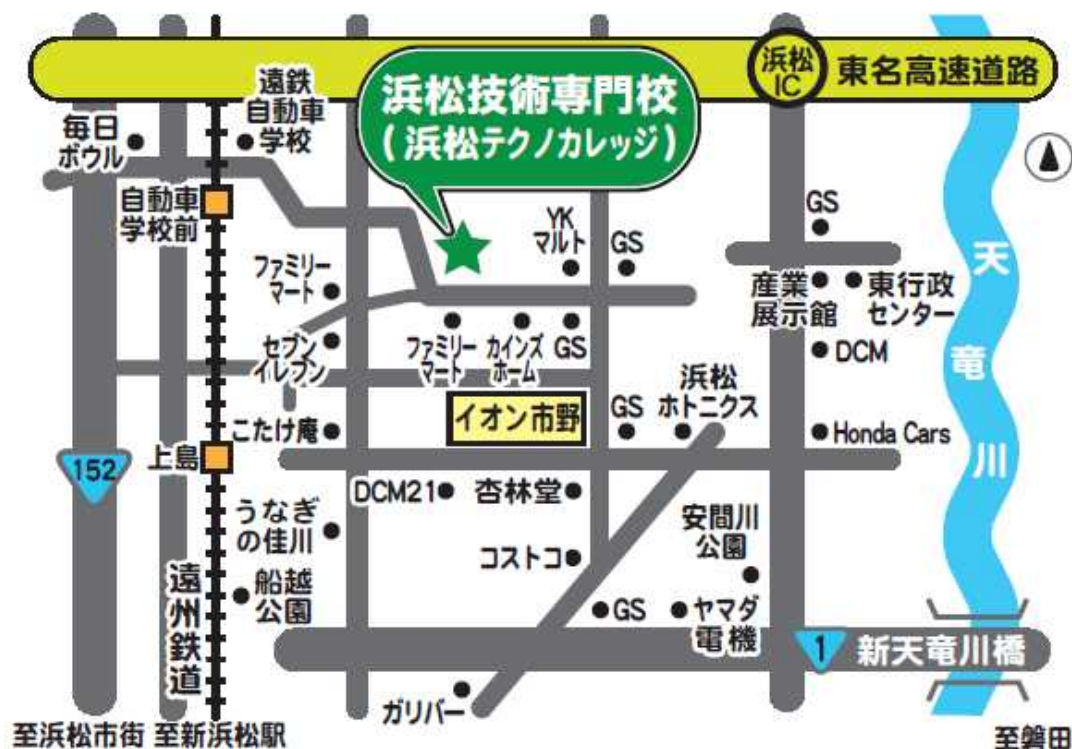 浜松
IC
東名高速道路
浜松技術専門校
(浜松テクノカレッジ)
遠鉄
自動車
学校
毎日
ボウル
自動車
学校前
YK
マルト
GS
GS
天竜川
ファミリー
マート
産業
展示館
東行政
センター
セブン
イレブン
ファミリー
マート
カインズ
ホーム
GS
DCM
浜松
ホトニクス
イオン市野
GS
こたけ庵
Honda Cars
上島
152
DCM21
杏林堂
うなぎ
の佳川
安間川
公園
コストコ
遠州鉄道
船越
公園
GS
ヤマダ
電機
1
新天竜川橋
ガリバー
至浜松市街
至新浜松駅
至磐田